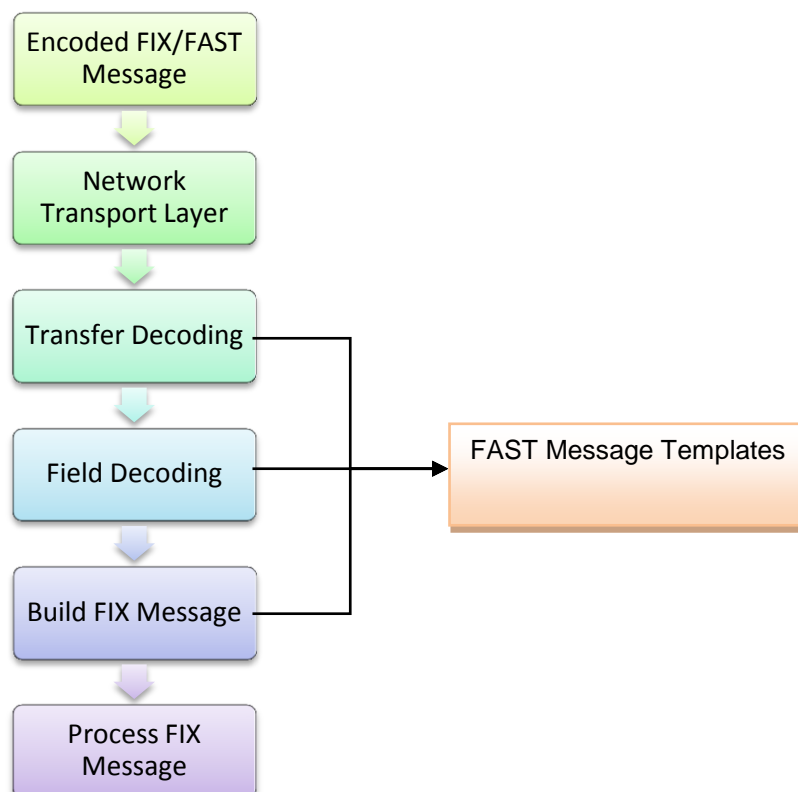 Encoded FIX/FAST
Message
Network
Transport Layer
Transfer Decoding
Field Decoding
FAST Message Templates
Build FIX Message
Process FIX
Message